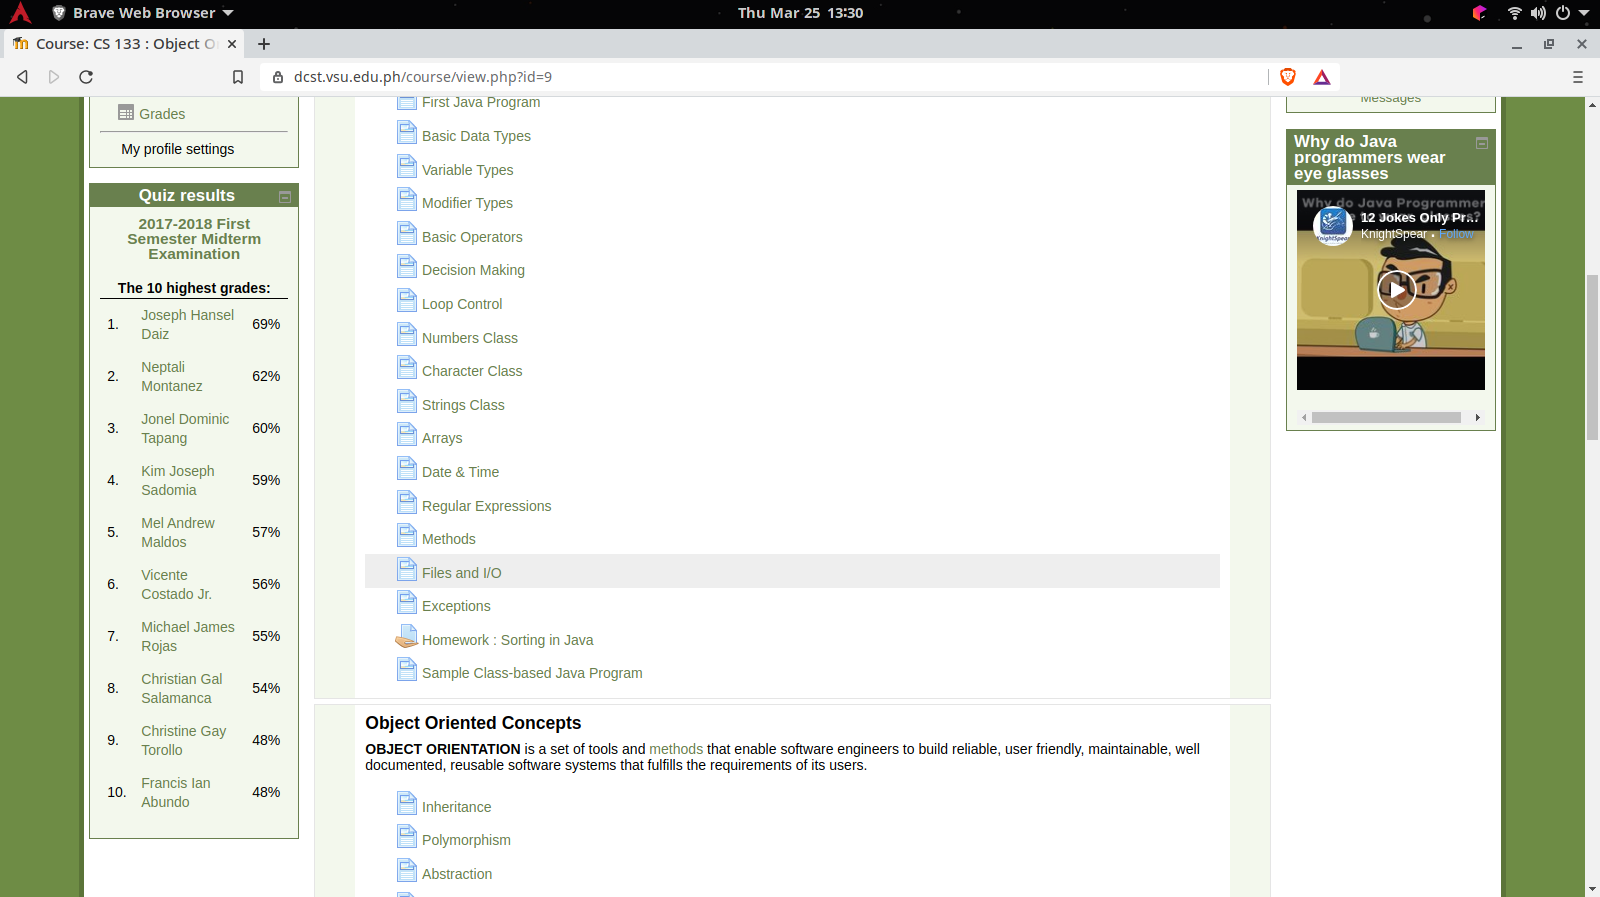 Brave Web Browser
Thu Mar 25 13:30
Course: CS 133 : Object O
dcst.vsu.edu.ph/course/view.php?id=9
Grades
My profile settings
Quiz results
2017-2018 First
Semester Midterm
Examination
The 10 highest grades:
1. Joseph Hansel Daiz 69%
2. Neptali Montanez 62%
3. Jonel Dominic Tapang 60%
4. Kim Joseph Sadomia 59%
5. Mel Andrew Maldos 57%
6. Vicente Costado Jr. 56%
7. Michael James Rojas 55%
8. Christian Gal Salamanca 54%
9. Christine Gay Torollo 48%
10. Francis Ian Abundo 48%
First Java Program
Basic Data Types
Variable Types
Modifier Types
Basic Operators
Decision Making
Loop Control
Numbers Class
Character Class
Strings Class
Arrays
Date & Time
Regular Expressions
Methods
Files and I/O
Exceptions
Homework : Sorting in Java
Sample Class-based Java Program
Object Oriented Concepts
OBJECT ORIENTATION is a set of tools and methods that enable software engineers to build reliable, user friendly, maintainable, well
documented, reusable software systems that fulfills the requirements of its users.
Inheritance
Polymorphism
Abstraction
Messages
Why do Java
programmers wear
eye glasses
Why do Java Programmer
12 Jokes Only Pr...
KnightSpear • Follow
KnightSpear